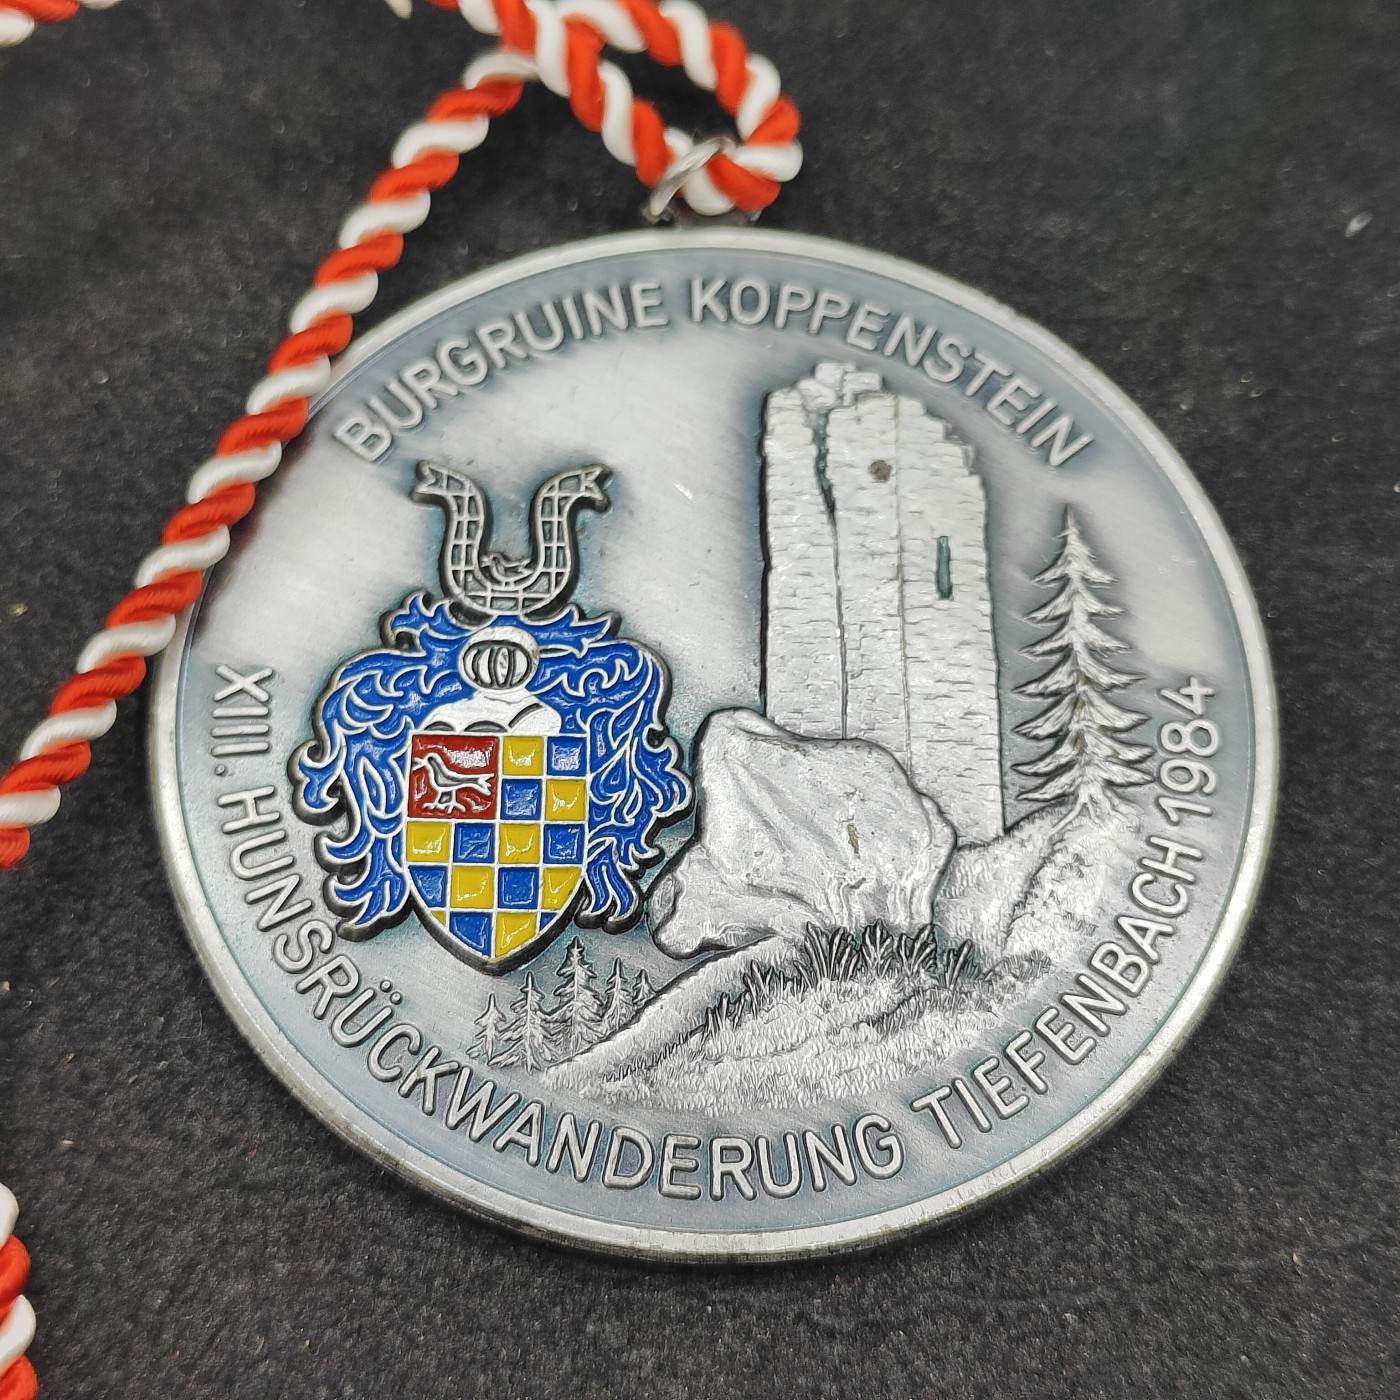 BURGRUINE KOPPENSTEIN
XIII. HUNSRÜCKWANDERUNG TIEFENBACH 1984